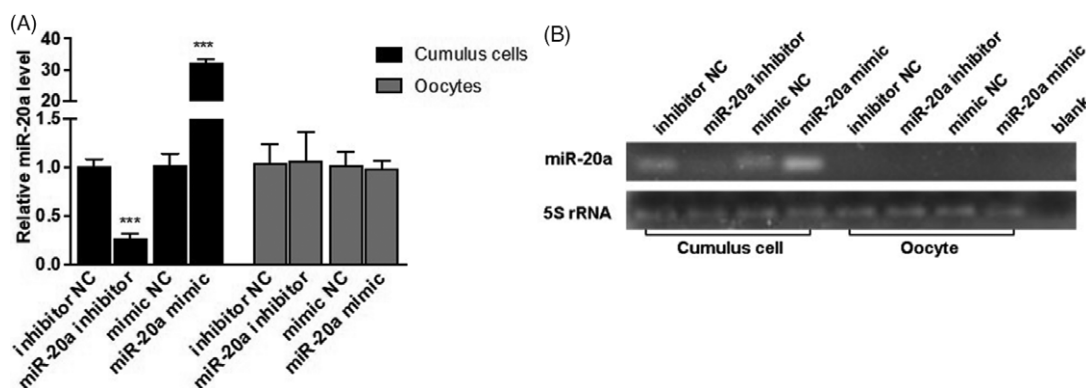 (A)
Relative miR-20a level
40
30
20
1.5
1.0
0.5
0.0
***
***
Cumulus cells
Oocytes
inhibitor NC
miR-20a inhibitor
mimic NC
miR-20a mimic
inhibitor NC
miR-20a inhibitor
mimic NC
miR-20a mimic
(B)
inhibitor NC
miR-20a inhibitor
mimic NC
miR-20a mimic
inhibitor NC
miR-20a inhibitor
mimic NC
miR-20a mimic
blank
miR-20a
5S rRNA
Cumulus cell
Oocyte